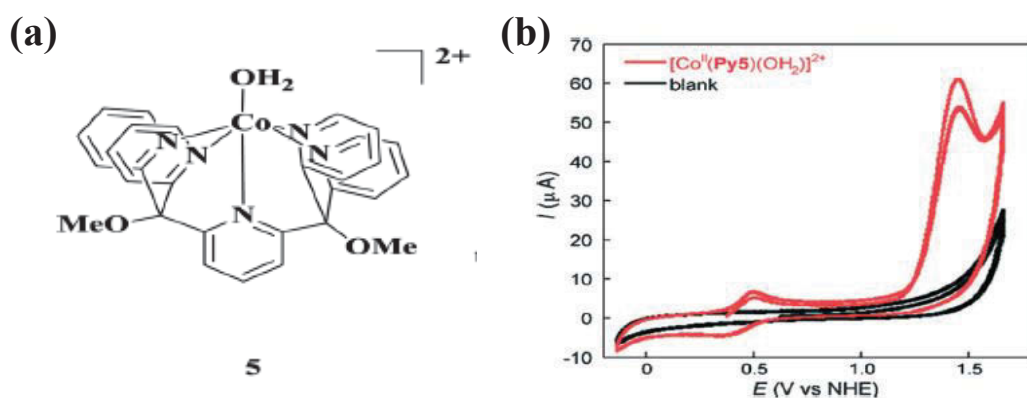 (a)
2+
OH₂
Co
N
N
N
N
N
MeO
OMe
5
(b)
[Coᴵᴵ(Py5)(OH₂)]²⁺
blank
I (μA)
70
60
50
40
30
20
10
0
-10
0
0.5
1.0
1.5
E (V vs NHE)